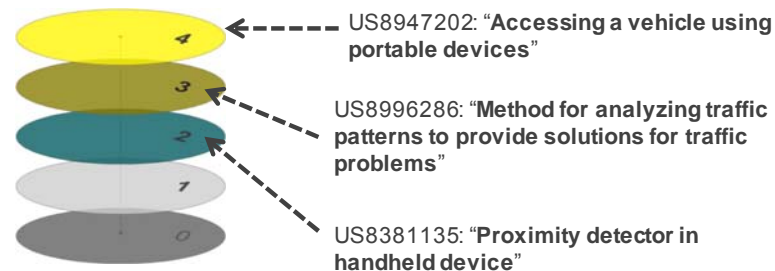 4
US8947202: “Accessing a vehicle using
portable devices”
3
US8996286: “Method for analyzing traffic
patterns to provide solutions for traffic
problems”
2
1
US8381135: “Proximity detector in
handheld device”
0